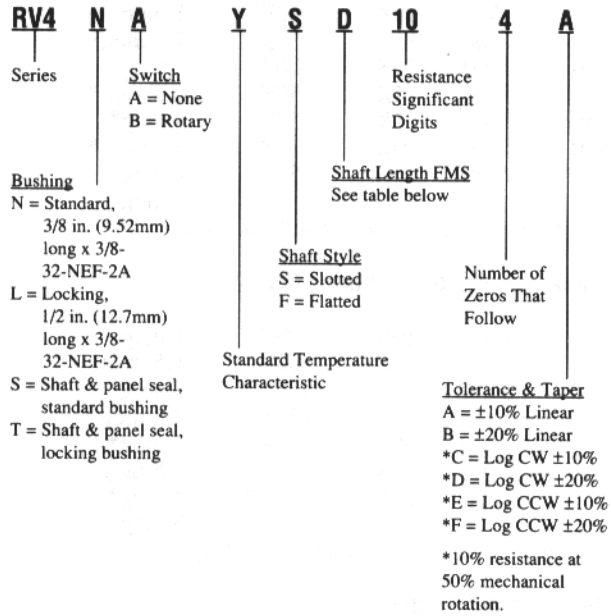 RV4 N A Y S D 10 4 A
Series
Switch
A = None
B = Rotary
Resistance
Significant
Digits
Bushing
N = Standard,
3/8 in. (9.52mm)
long x 3/8-
32-NEF-2A
L = Locking,
1/2 in. (12.7mm)
long x 3/8-
32-NEF-2A
S = Shaft & panel seal,
standard bushing
T = Shaft & panel seal,
locking bushing
Shaft Length FMS
See table below
Shaft Style
S = Slotted
F = Flatted
Number of
Zeros That
Follow
Standard Temperature
Characteristic
Tolerance & Taper
A = ±10% Linear
B = ±20% Linear
*C = Log CW ±10%
*D = Log CW ±20%
*E = Log CCW ±10%
*F = Log CCW ±20%
*10% resistance at
50% mechanical
rotation.